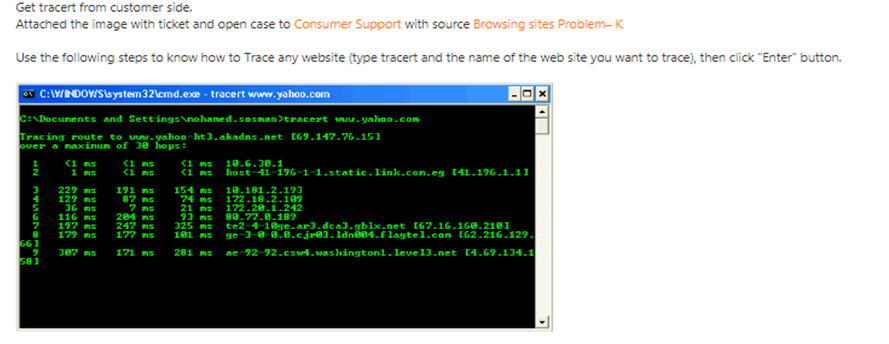 Get tracert from customer side.
Attached the image with ticket and open case to Consumer Support with source Browsing sites Problem– K
Use the following steps to know how to Trace any website (type tracert and the name of the web site you want to trace), then click "Enter" button.
C:\WINDOWS\system32\cmd.exe - tracert www.yahoo.com
C:\Documents and Settings\mohamed.sosman>tracert www.yahoo.com
Tracing route to www.yahoo-ht3.akadns.net [69.147.76.15]
over a maximum of 30 hops:
1 <1 ms <1 ms <1 ms 10.6.30.1
2 1 ms <1 ms <1 ms host-41-196-1-1.static.link.com.eg [41.196.1.1]
3 229 ms 191 ms 154 ms 10.181.2.193
4 129 ms 87 ms 74 ms 172.18.2.109
5 36 ms 7 ms 21 ms 172.20.1.242
6 116 ms 204 ms 93 ms 80.77.0.189
7 197 ms 247 ms 325 ms te2-4-10ge.ar3.dca3.gblx.net [67.16.160.210]
8 179 ms 177 ms 181 ms ge-3-0-0.0.cjr03.ldn004.flagtel.com [62.216.129.
66]
9 307 ms 171 ms 281 ms ae-92-92.csw4.washington1.level3.net [4.69.134.1
58]